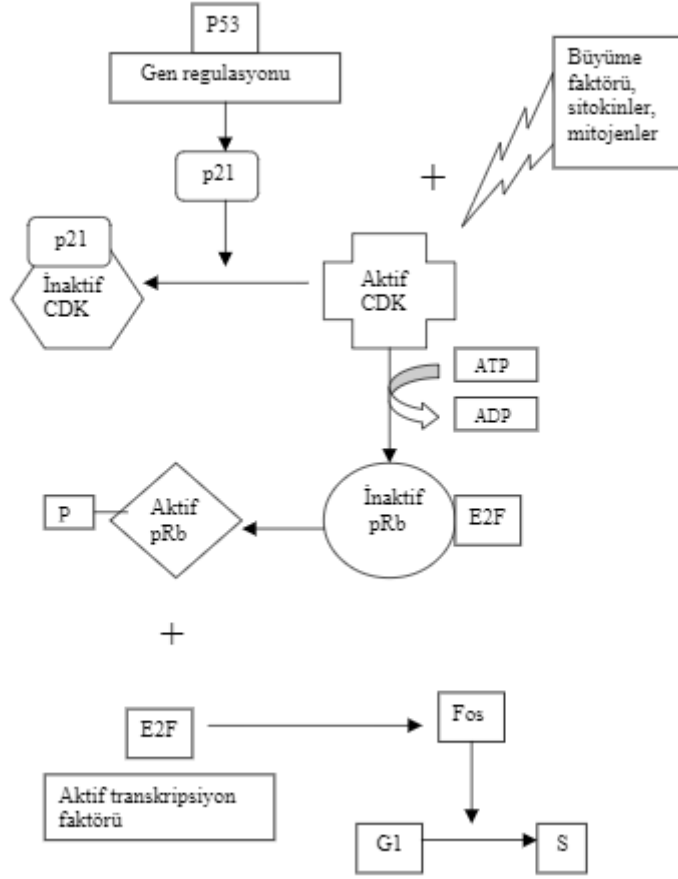 P53
Gen regulasyonu
Büyüme
faktörü,
sitokinler,
mitojenler
p21
+
p21
İnaktif
CDK
Aktif
CDK
ATP
ADP
P
Aktif
pRb
İnaktif
pRb
E2F
+
E2F
Fos
Aktif transkripsiyon
faktörü
G1
S